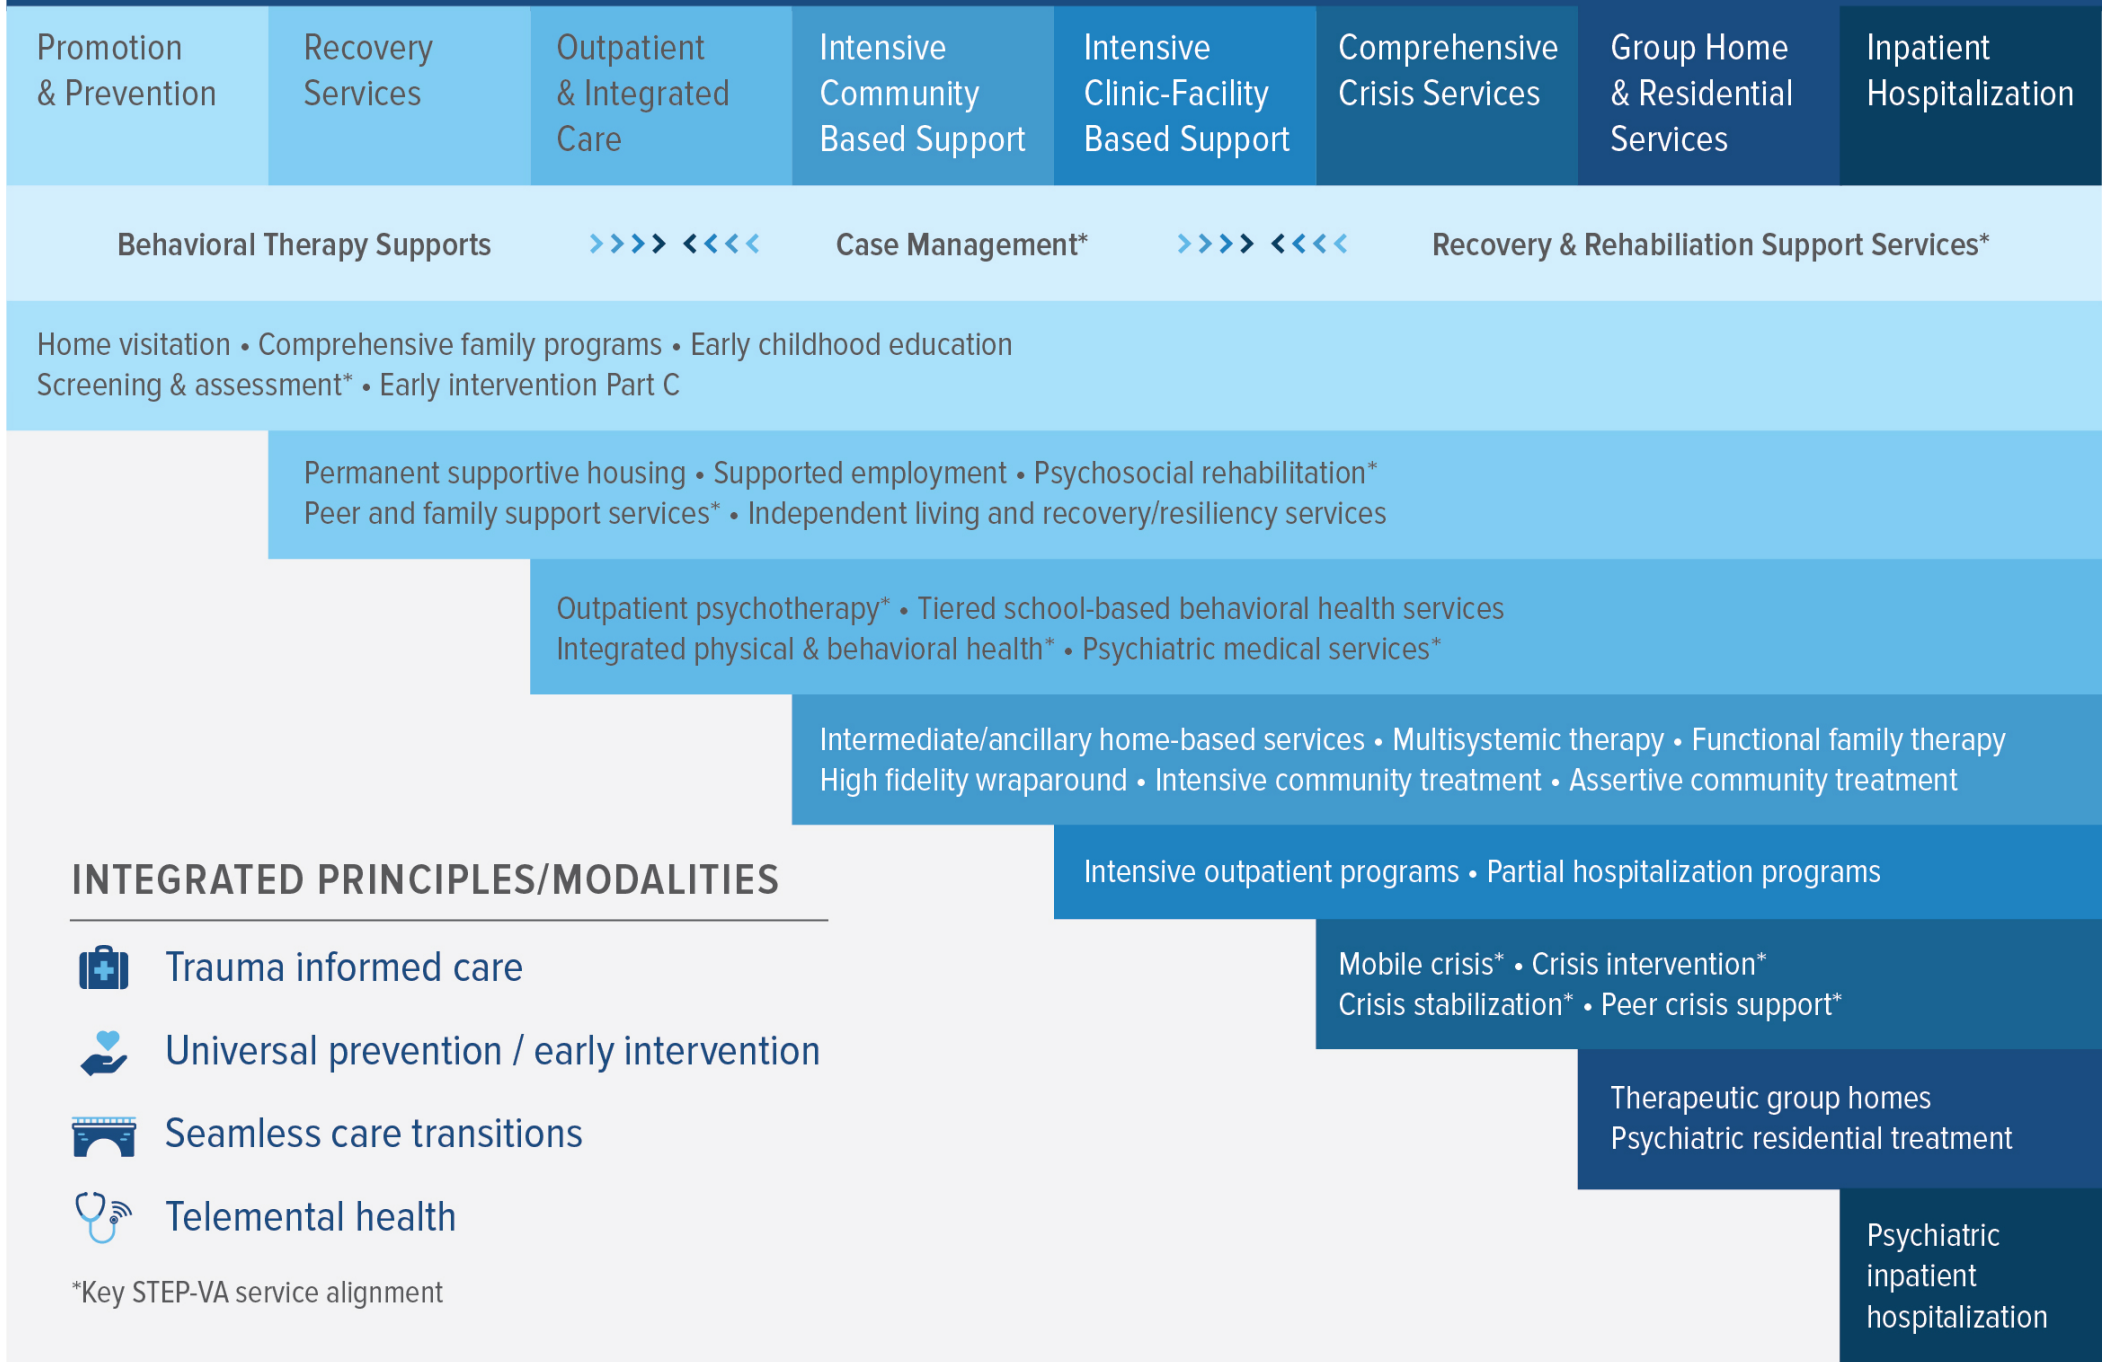 Promotion
& Prevention
Recovery
Services
Outpatient
& Integrated
Care
Intensive
Community
Based Support
Intensive
Clinic-Facility
Based Support
Comprehensive
Crisis Services
Group Home
& Residential
Services
Inpatient
Hospitalization
Behavioral Therapy Supports >>>> <<<< Case Management* >>>> <<<< Recovery & Rehabiliation Support Services*
Home visitation • Comprehensive family programs • Early childhood education
Screening & assessment* • Early intervention Part C
Permanent supportive housing • Supported employment • Psychosocial rehabilitation*
Peer and family support services* • Independent living and recovery/resiliency services
Outpatient psychotherapy* • Tiered school-based behavioral health services
Integrated physical & behavioral health* • Psychiatric medical services*
Intermediate/ancillary home-based services • Multisystemic therapy • Functional family therapy
High fidelity wraparound • Intensive community treatment • Assertive community treatment
Intensive outpatient programs • Partial hospitalization programs
Mobile crisis* • Crisis intervention*
Crisis stabilization* • Peer crisis support*
Therapeutic group homes
Psychiatric residential treatment
Psychiatric
inpatient
hospitalization
INTEGRATED PRINCIPLES/MODALITIES
Trauma informed care
Universal prevention / early intervention
Seamless care transitions
Telemental health
*Key STEP-VA service alignment